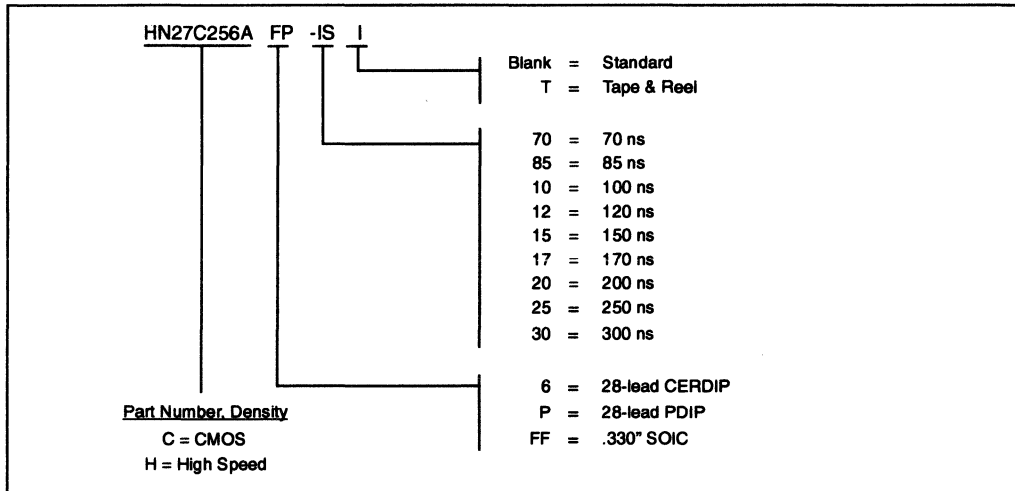 HN27C256A FP -IS I
Blank = Standard
T = Tape & Reel
70 = 70 ns
85 = 85 ns
10 = 100 ns
12 = 120 ns
15 = 150 ns
17 = 170 ns
20 = 200 ns
25 = 250 ns
30 = 300 ns
6 = 28-lead CERDIP
P = 28-lead PDIP
FF = .330" SOIC
Part Number, Density
C = CMOS
H = High Speed